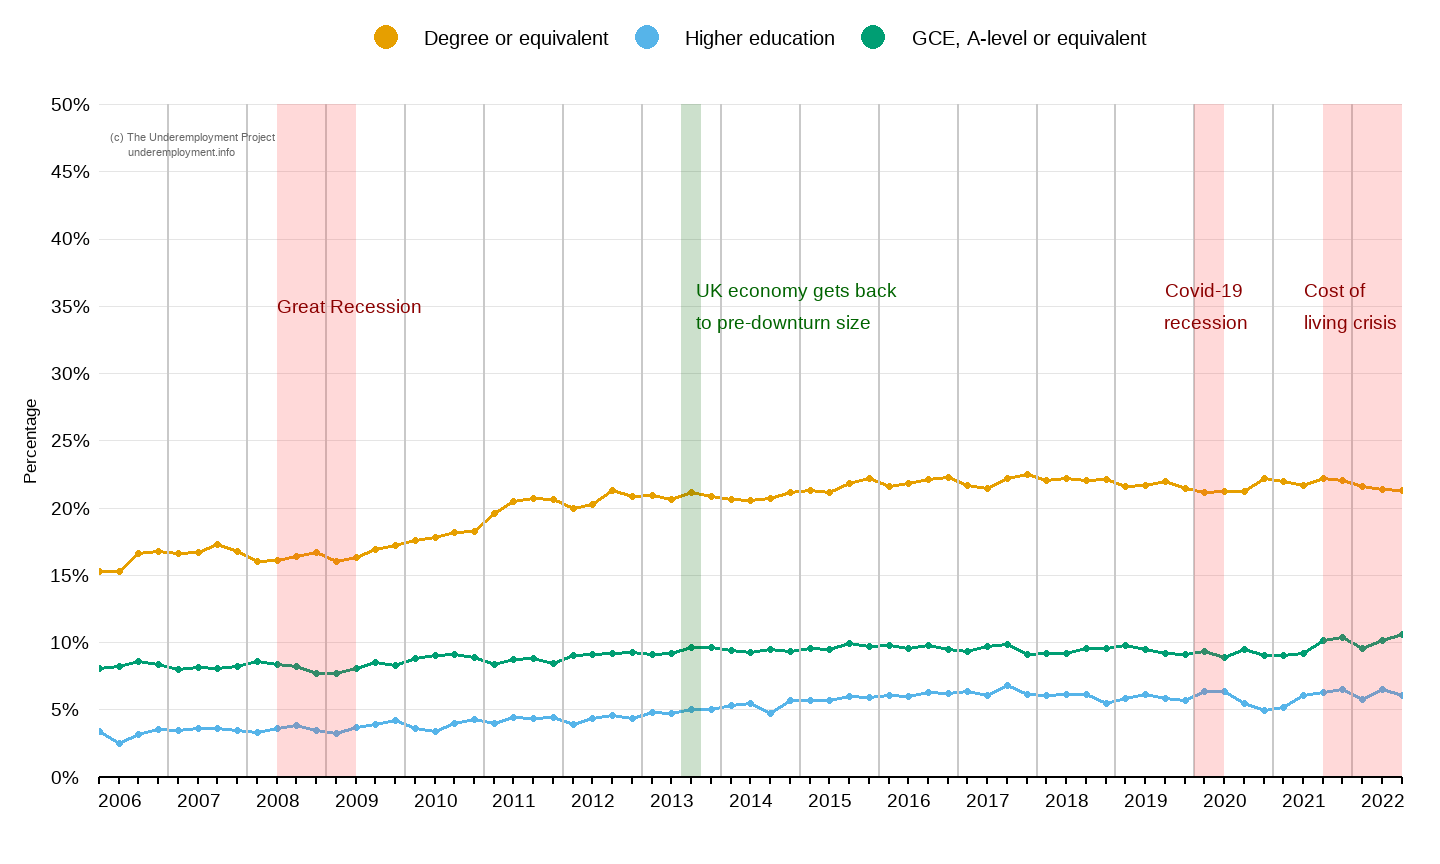 Degree or equivalent Higher education GCE, A-level or equivalent
50%
(c) The Underemployment Project
underemployment.info
45%
40%
UK economy gets back
to pre-downturn size
Covid-19
recession
Cost of
living crisis
35%
Great Recession
30%
Percentage
25%
20%
15%
10%
5%
0%
2006 2007 2008 2009 2010 2011 2012 2013 2014 2015 2016 2017 2018 2019 2020 2021 2022